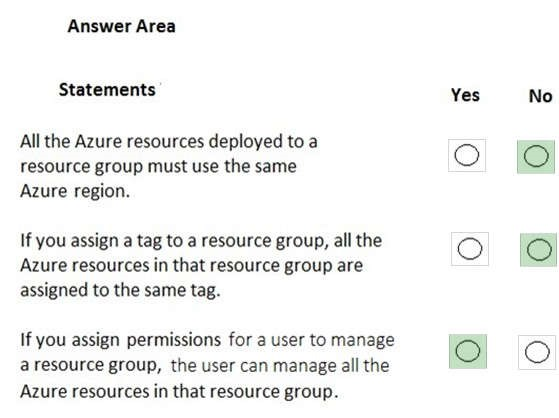 Answer Area
Statements
Yes No
All the Azure resources deployed to a
resource group must use the same
Azure region.
If you assign a tag to a resource group, all the
Azure resources in that resource group are
assigned to the same tag.
If you assign permissions for a user to manage
a resource group, the user can manage all the
Azure resources in that resource group.